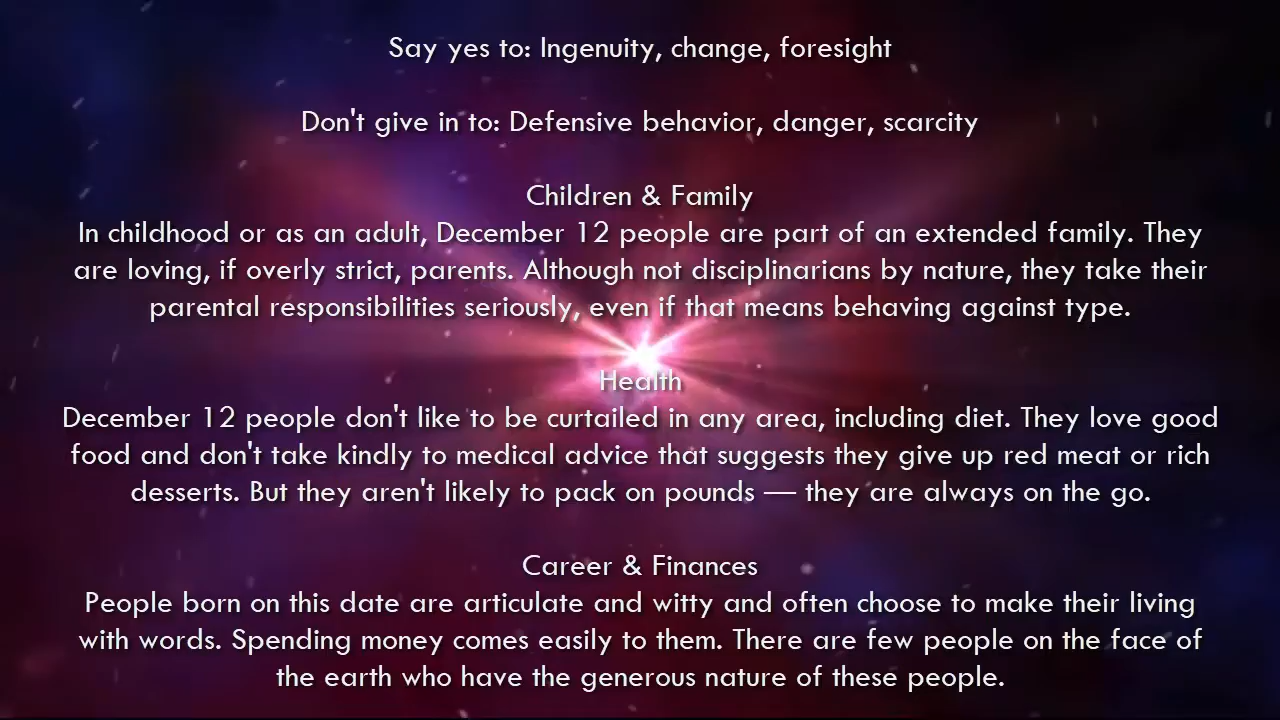 Say yes to: Ingenuity, change, foresight
Don't give in to: Defensive behavior, danger, scarcity
Children & Family
In childhood or as an adult, December 12 people are part of an extended family. They
are loving, if overly strict, parents. Although not disciplinarians by nature, they take their
parental responsibilities seriously, even if that means behaving against type.
Health
December 12 people don't like to be curtailed in any area, including diet. They love good
food and don't take kindly to medical advice that suggests they give up red meat or rich
desserts. But they aren't likely to pack on pounds — they are always on the go.
Career & Finances
People born on this date are articulate and witty and often choose to make their living
with words. Spending money comes easily to them. There are few people on the face of
the earth who have the generous nature of these people.